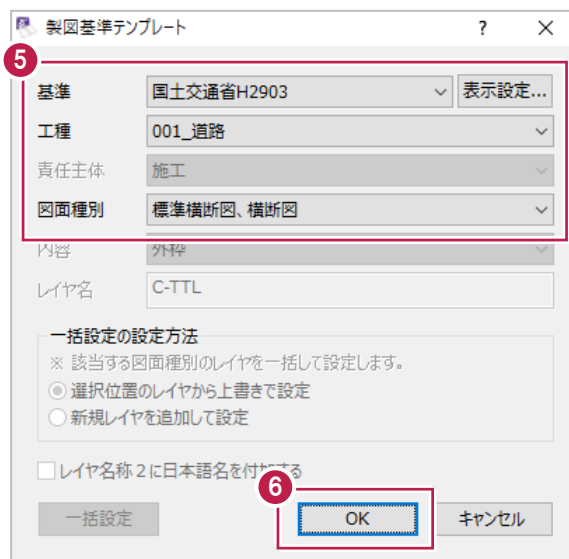 製図基準テンプレート ? ×
5
基準 国土交通省H2903 表示設定...
工種 001_道路
責任主体 施工
図面種別 標準横断図、横断図
内容 外枠
レイヤ名 C-TTL
一括設定の設定方法
※ 該当する図面種別のレイヤを一括して設定します。
選択位置のレイヤから上書きで設定
新規レイヤを追加して設定
レイヤ名称2に日本語名を付加する
6
一括設定 OK キャンセル